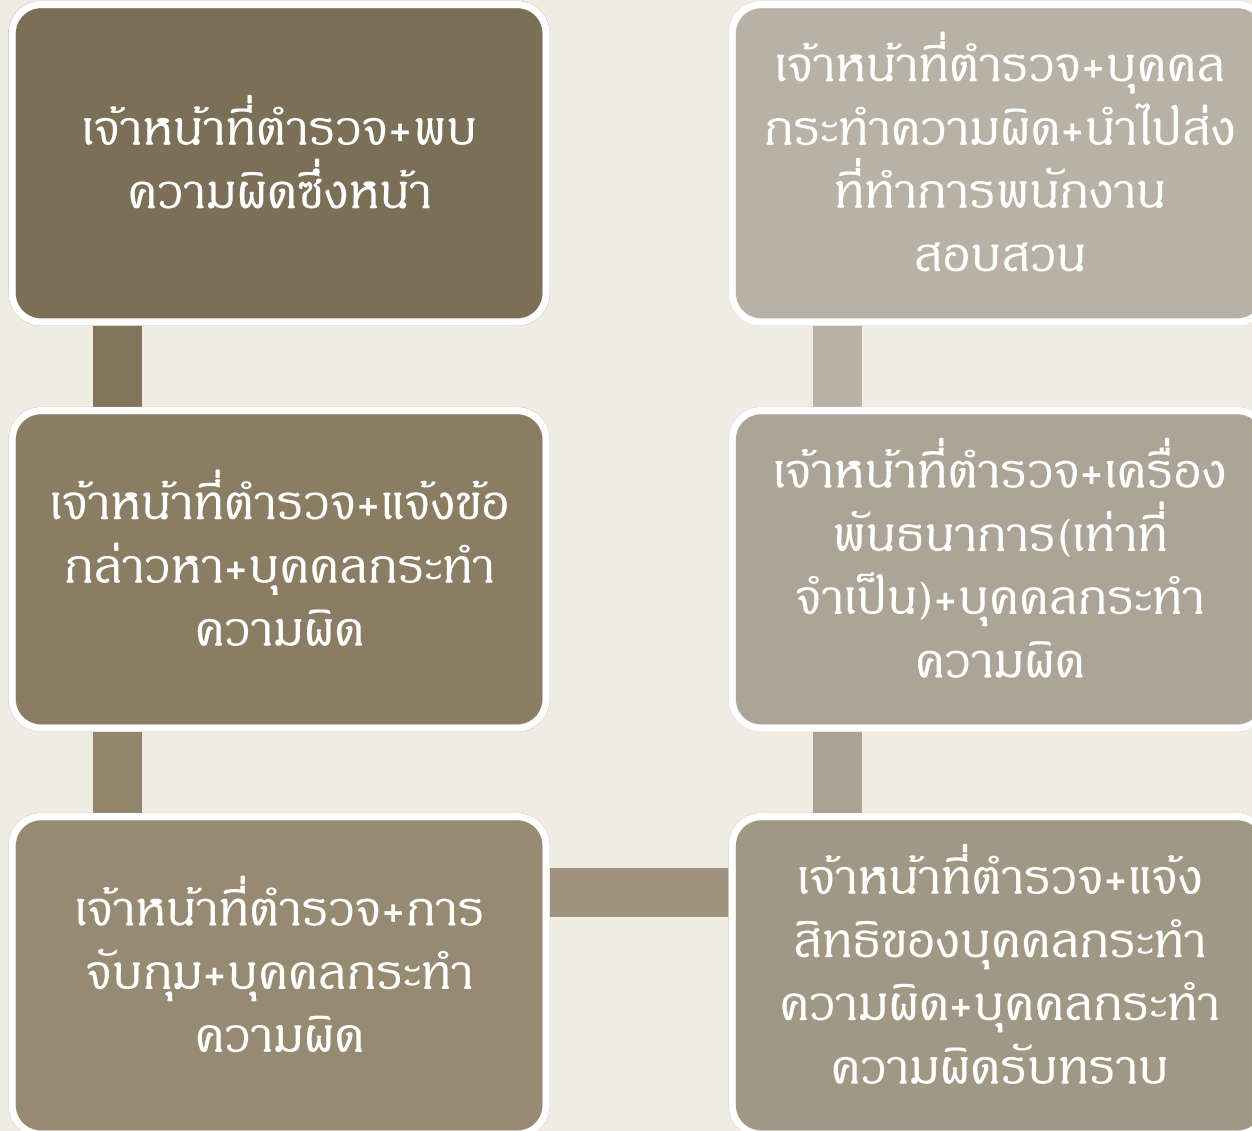 เจ้าหน้าที่ตำรวจ+พบ
ความผิดซึ่งหน้า
เจ้าหน้าที่ตำรวจ+แจ้งข้อ
กล่าวหา+บุคคลกระทำ
ความผิด
เจ้าหน้าที่ตำรวจ+การ
จับกุม+บุคคลกระทำ
ความผิด
เจ้าหน้าที่ตำรวจ+แจ้ง
สิทธิของบุคคลกระทำ
ความผิด+บุคคลกระทำ
ความผิดรับทราบ
เจ้าหน้าที่ตำรวจ+เครื่อง
พันธนาการ(เท่าที่
จำเป็น)+บุคคลกระทำ
ความผิด
เจ้าหน้าที่ตำรวจ+บุคคล
กระทำความผิด+นำไปส่ง
ที่ทำการพนักงาน
สอบสวน